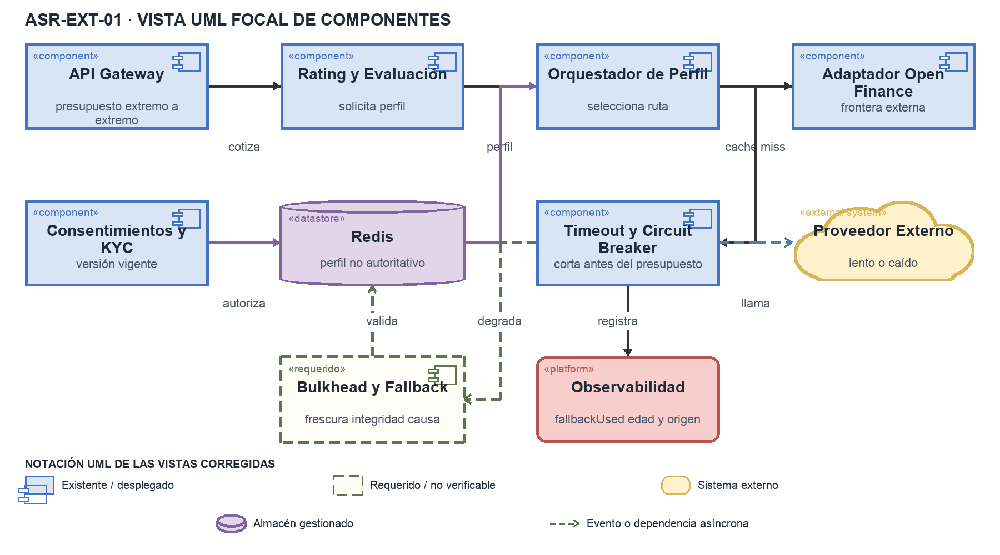 ASR-EXT-01 · VISTA UML FOCAL DE COMPONENTES
«component»
API Gateway
presupuesto extremo a
extremo
«component»
Rating y Evaluación
solicita perfil
«component»
Orquestador de Perfil
selecciona ruta
«component»
Adaptador Open
Finance
frontera externa
cotiza
perfil
cache miss
«component»
Consentimientos y
KYC
versión vigente
«datastore»
Redis
perfil no autoritativo
«component»
Timeout y Circuit
Breaker
corta antes del presupuesto
«external system»
Proveedor Externo
lento o caído
autoriza
llama
valida
degrada
registra
«requerido»
Bulkhead y Fallback
frescura integridad causa
«platform»
Observabilidad
fallbackUsed edad y origen
NOTACIÓN UML DE LAS VISTAS CORREGIDAS
Existente / desplegado
Requerido / no verificable
Sistema externo
Almacén gestionado
Evento o dependencia asíncrona